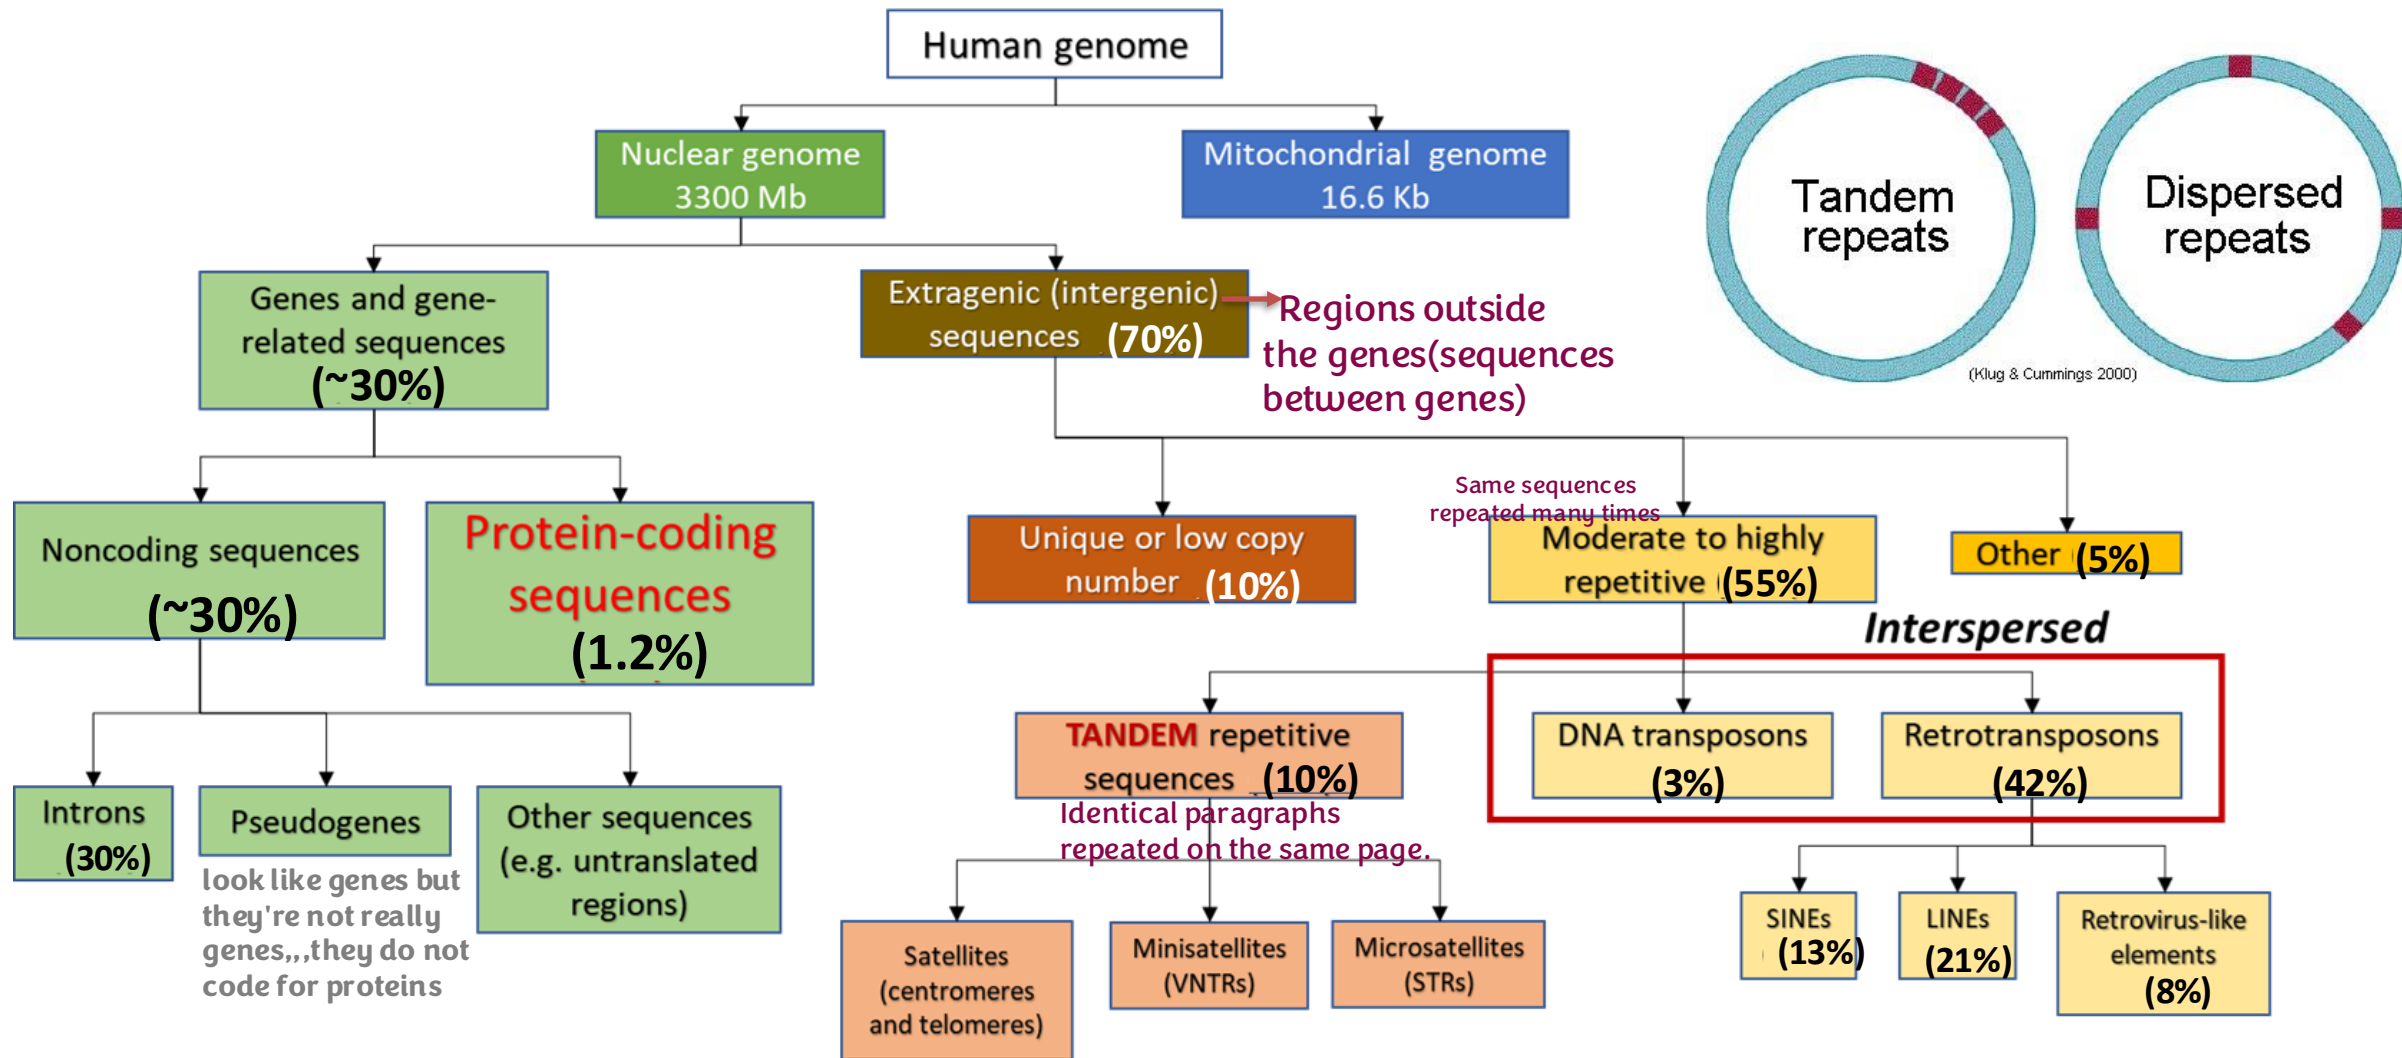 Human genome
Nuclear genome
3300 Mb
Mitochondrial genome
16.6 Kb
Tandem
repeats
Dispersed
repeats
(Klug & Cummings 2000)
Genes and gene-
related sequences
(~30%)
Extragenic (intergenic)
sequences (70%)
Regions outside
the genes(sequences
between genes)
Noncoding sequences
(~30%)
Protein-coding
sequences
(1.2%)
Unique or low copy
number (10%)
Same sequences
repeated many times
Moderate to highly
repetitive (55%)
Other (5%)
Interspersed
Introns
(30%)
Pseudogenes
look like genes but
they're not really
genes,,,they do not
code for proteins
Other sequences
(e.g. untranslated
regions)
TANDEM repetitive
sequences (10%)
Identical paragraphs
repeated on the same page.
DNA transposons
(3%)
Retrotransposons
(42%)
Satellites
(centromeres
and telomeres)
Minisatellites
(VNTRs)
Microsatellites
(STRs)
SINEs
(13%)
LINEs
(21%)
Retrovirus-like
elements
(8%)